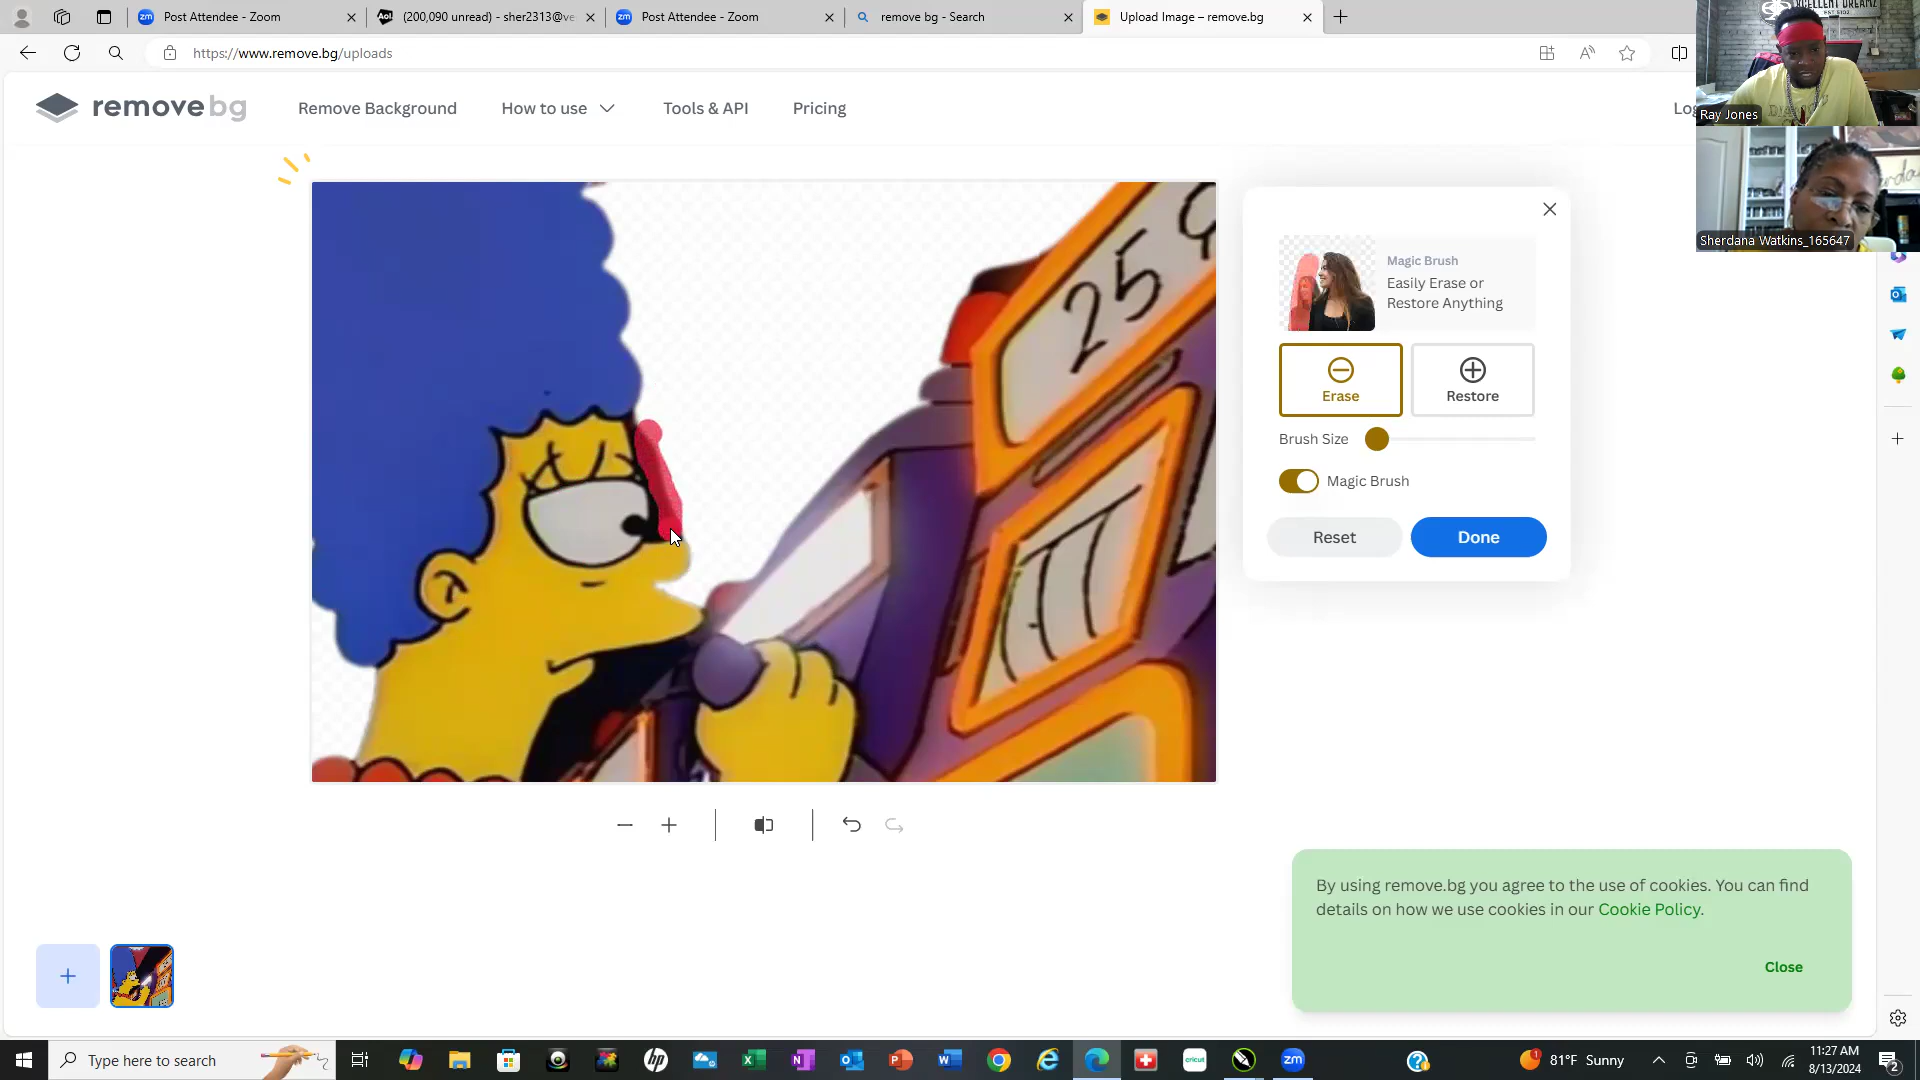 Post Attendee - Zoom
(200,090 unread) - sher2313@ve
Post Attendee - Zoom
remove bg - Search
Upload Image – remove.bg
https://www.remove.bg/uploads
removebg
Remove Background
How to use
Tools & API
Pricing
Log
Ray Jones
Sherdana Watkins_165647
25¢
Magic Brush
Easily Erase or
Restore Anything
Erase
Restore
Brush Size
Magic Brush
Reset
Done
By using remove.bg you agree to the use of cookies. You can find
details on how we use cookies in our Cookie Policy.
Close
Type here to search
81°F Sunny
11:27 AM
8/13/2024
2